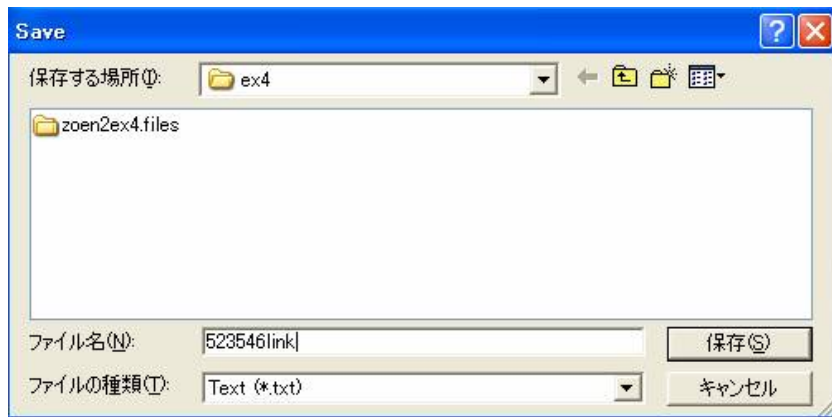 Save
保存する場所(I):
ex4
zoen2ex4.files
ファイル名(N):
523546link
保存(S)
ファイルの種類(T):
Text (*.txt)
キャンセル